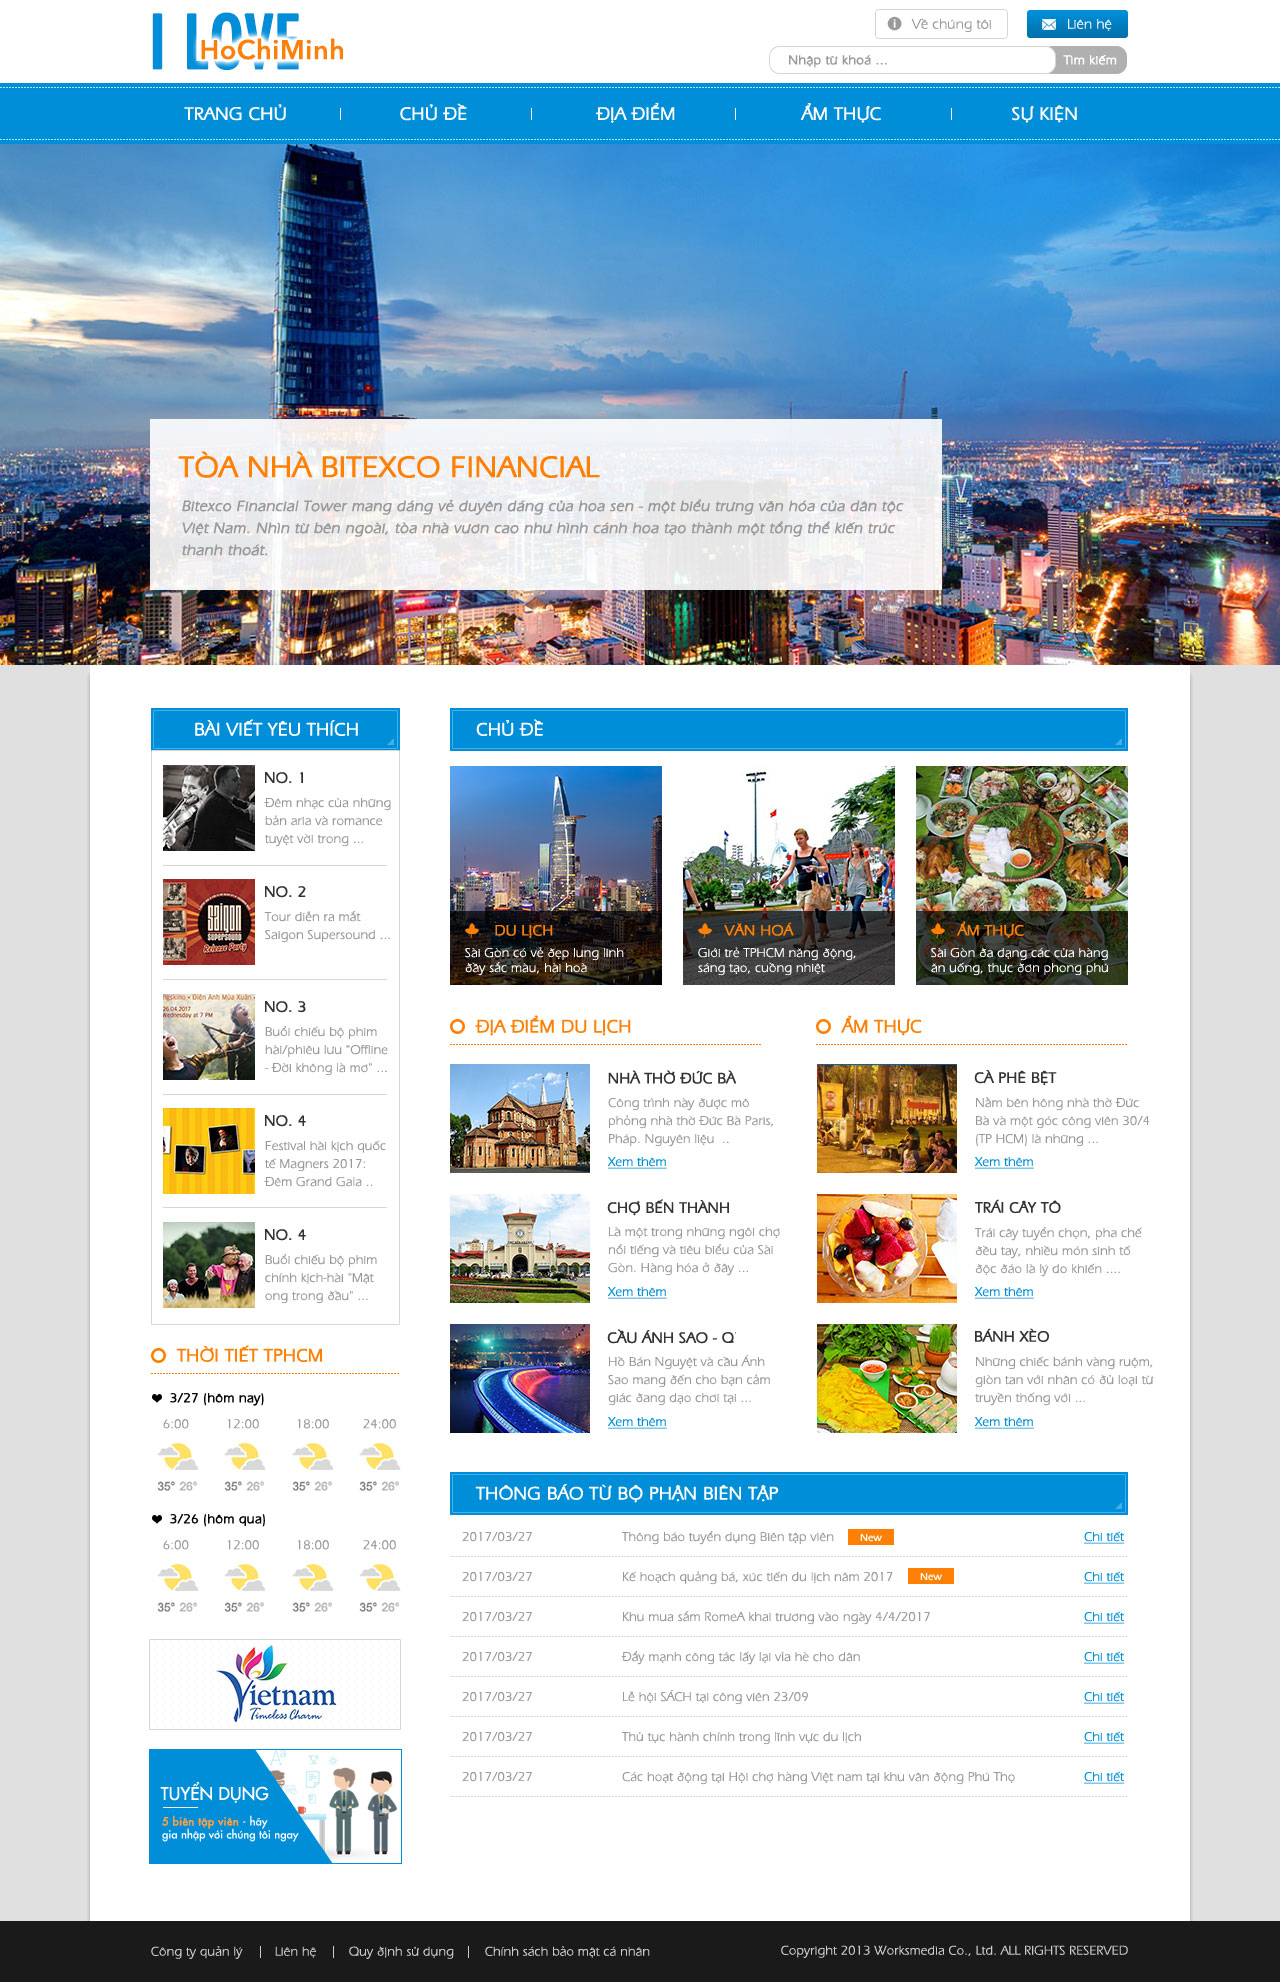 I LOVE
HoChiMinh
Về chúng tôi
Liên hệ
Nhập từ khoá ...
Tìm kiếm
TRANG CHỦ
CHỦ ĐỀ
ĐỊA ĐIỂM
ẨM THỰC
SỰ KIỆN
TÒA NHÀ BITEXCO FINANCIAL
Bitexco Financial Tower mang dáng vẻ duyên dáng của hoa sen - một biểu trưng văn hóa của dân tộc
Việt Nam. Nhìn từ bên ngoài, tòa nhà vươn cao như hình cánh hoa tạo thành một tổng thể kiến trúc
thanh thoát.
BÀI VIẾT YÊU THÍCH
NO. 1
Đêm nhạc của những
bản aria và romance
tuyệt vời trong ...
NO. 2
Tour diễn ra mắt
Saigon Supersound ...
SAIGON
SUPERSOUND
Release Party
NO. 3
Buổi chiếu bộ phim
hài/phiêu lưu "Offline
- Đời không là mơ" ...
Điện Ảnh Mùa Xuân
26.04.2017
Wednesday at 7 PM
NO. 4
Festival hài kịch quốc
tế Magners 2017:
Đêm Grand Gala ..
NO. 4
Buổi chiếu bộ phim
chính kịch-hài "Mật
ong trong đầu" ...
THỜI TIẾT TPHCM
3/27 (hôm nay)
6:00 12:00 18:00 24:00
35° 26° 35° 26° 35° 26° 35° 26°
3/26 (hôm qua)
6:00 12:00 18:00 24:00
35° 26° 35° 26° 35° 26° 35° 26°
Vietnam
Timeless Charm
TUYỂN DỤNG
5 biên tập viên - hãy
gia nhập với chúng tôi ngay
CHỦ ĐỀ
DU LỊCH
Sài Gòn có vẻ đẹp lung linh
đầy sắc màu, hài hoà
VĂN HOÁ
Giới trẻ TPHCM năng động,
sáng tạo, cuồng nhiệt
ẨM THỰC
Sài Gòn đa dạng các cửa hàng
ăn uống, thực đơn phong phú
ĐỊA ĐIỂM DU LỊCH
NHÀ THỜ ĐỨC BÀ
Công trình này được mô
phỏng nhà thờ Đức Bà Paris,
Pháp. Nguyên liệu ..
Xem thêm
CHỢ BẾN THÀNH
Là một trong những ngôi chợ
nổi tiếng và tiêu biểu của Sài
Gòn. Hàng hóa ở đây ...
Xem thêm
CẦU ÁNH SAO - Q
Hồ Bán Nguyệt và cầu Ánh
Sao mang đến cho bạn cảm
giác đang dạo chơi tại ...
Xem thêm
ẨM THỰC
CÀ PHÊ BỆT
Nằm bên hông nhà thờ Đức
Bà và một góc công viên 30/4
(TP HCM) là những ...
Xem thêm
TRÁI CÂY TÔ
Trái cây tuyển chọn, pha chế
đều tay, nhiều món sinh tố
độc đáo là lý do khiến ....
Xem thêm
BÁNH XÈO
Những chiếc bánh vàng ruộm,
giòn tan với nhân có đủ loại từ
truyền thống với ...
Xem thêm
THÔNG BÁO TỪ BỘ PHẬN BIÊN TẬP
2017/03/27 Thông báo tuyển dụng Biên tập viên New Chi tiết
2017/03/27 Kế hoạch quảng bá, xúc tiến du lịch năm 2017 New Chi tiết
2017/03/27 Khu mua sắm RomeA khai trương vào ngày 4/4/2017 Chi tiết
2017/03/27 Đẩy mạnh công tác lấy lại vỉa hè cho dân Chi tiết
2017/03/27 Lễ hội SÁCH tại công viên 23/09 Chi tiết
2017/03/27 Thủ tục hành chính trong lĩnh vực du lịch Chi tiết
2017/03/27 Các hoạt động tại Hội chợ hàng Việt nam tại khu vận động Phú Thọ Chi tiết
Công ty quản lý | Liên hệ | Quy định sử dụng | Chính sách bảo mật cá nhân
Copyright 2013 Worksmedia Co., Ltd. ALL RIGHTS RESERVED